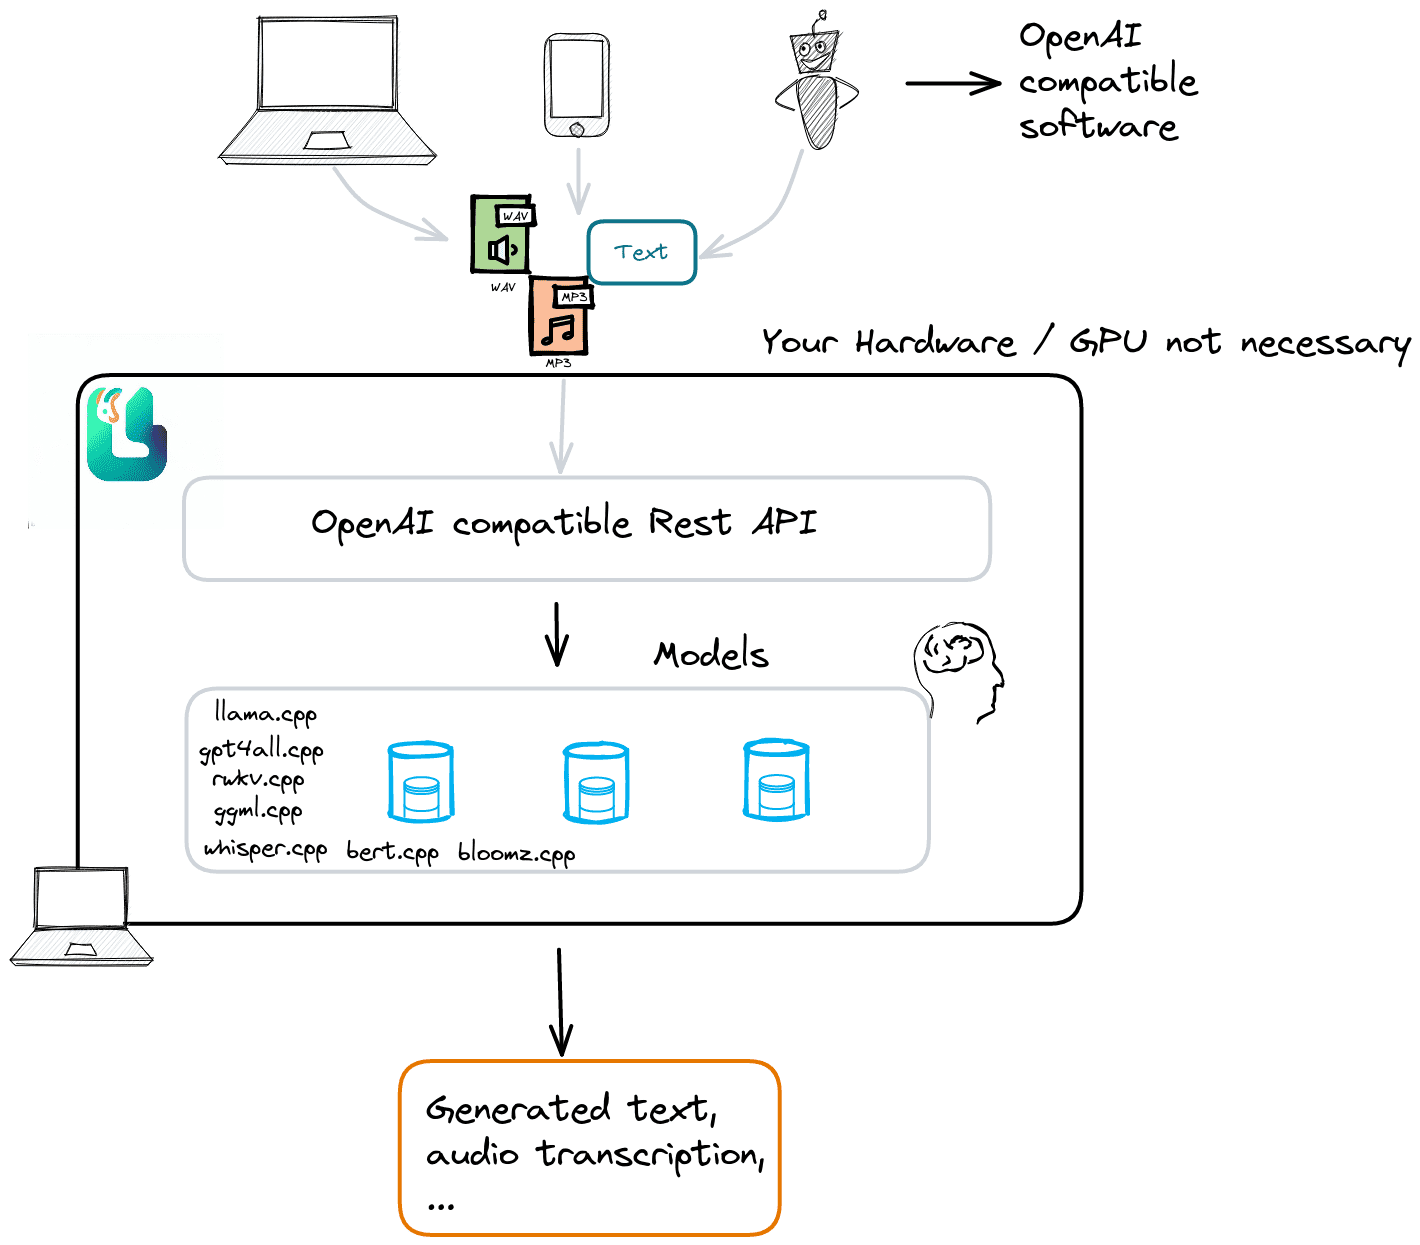 OpenAI
compatible
software
WAV
Text
WAV
MP3
MP3
Your Hardware / GPU not necessary
OpenAI compatible Rest API
Models
llama.cpp
gpt4all.cpp
rwkv.cpp
ggml.cpp
whisper.cpp bert.cpp bloomz.cpp
Generated text,
audio transcription,
...